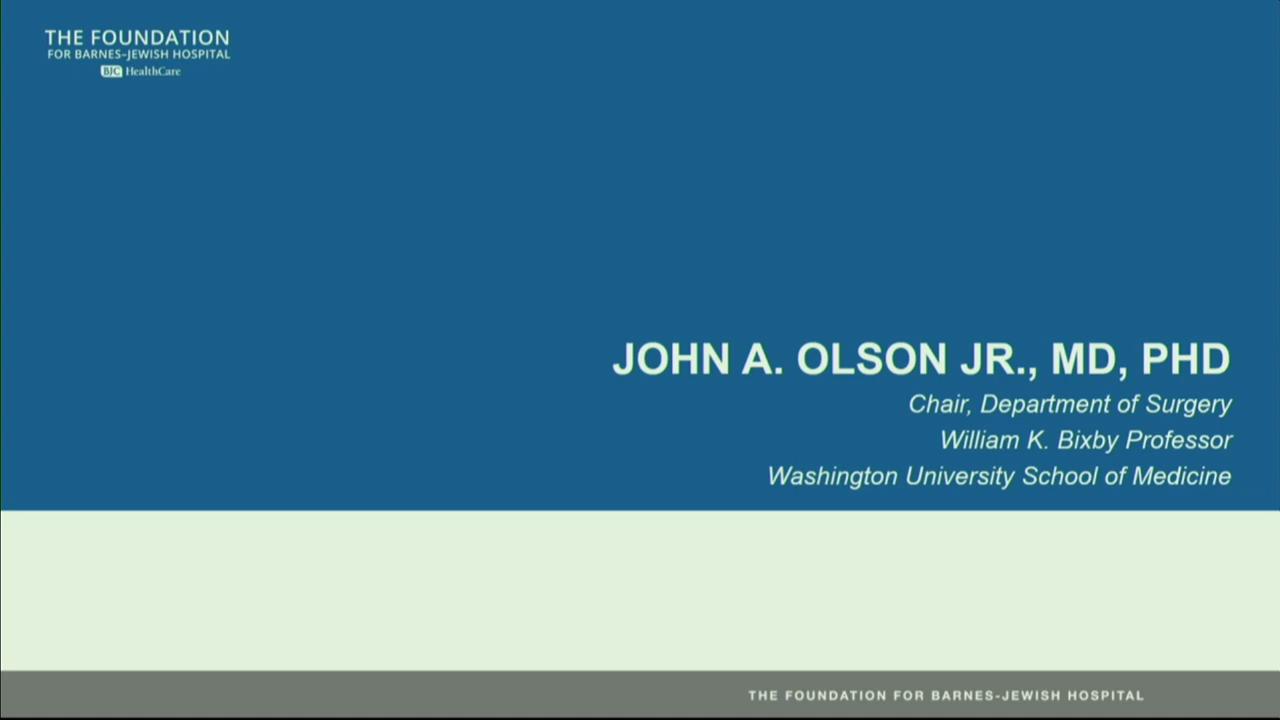 THE FOUNDATION
FOR BARNES-JEWISH HOSPITAL
BJC HealthCare
JOHN A. OLSON JR., MD, PHD
Chair, Department of Surgery
William K. Bixby Professor
Washington University School of Medicine
THE FOUNDATION FOR BARNES-JEWISH HOSPITAL